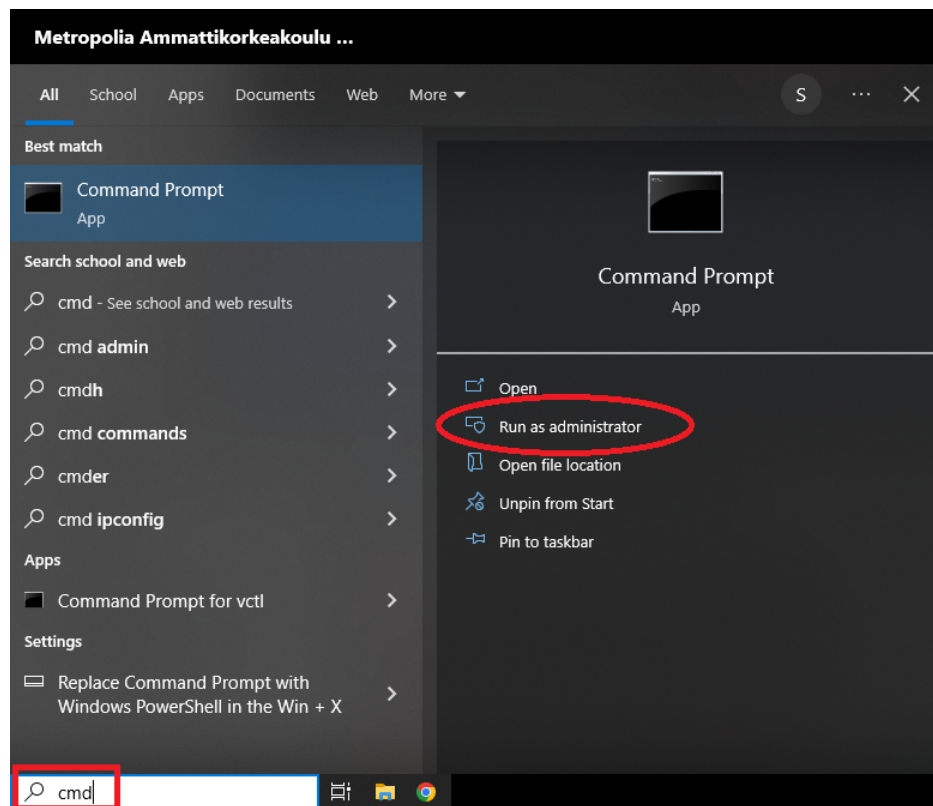 Metropolia Ammattikorkeakoulu ...
All School Apps Documents Web More S ... 
Best match
Command Prompt
App
Search school and web
cmd - See school and web results
cmd admin
cmdh
cmd commands
cmder
cmd ipconfig
Apps
Command Prompt for vctl
Settings
Replace Command Prompt with
Windows PowerShell in the Win + X
cmd
Command Prompt
App
Open
Run as administrator
Open file location
Unpin from Start
Pin to taskbar